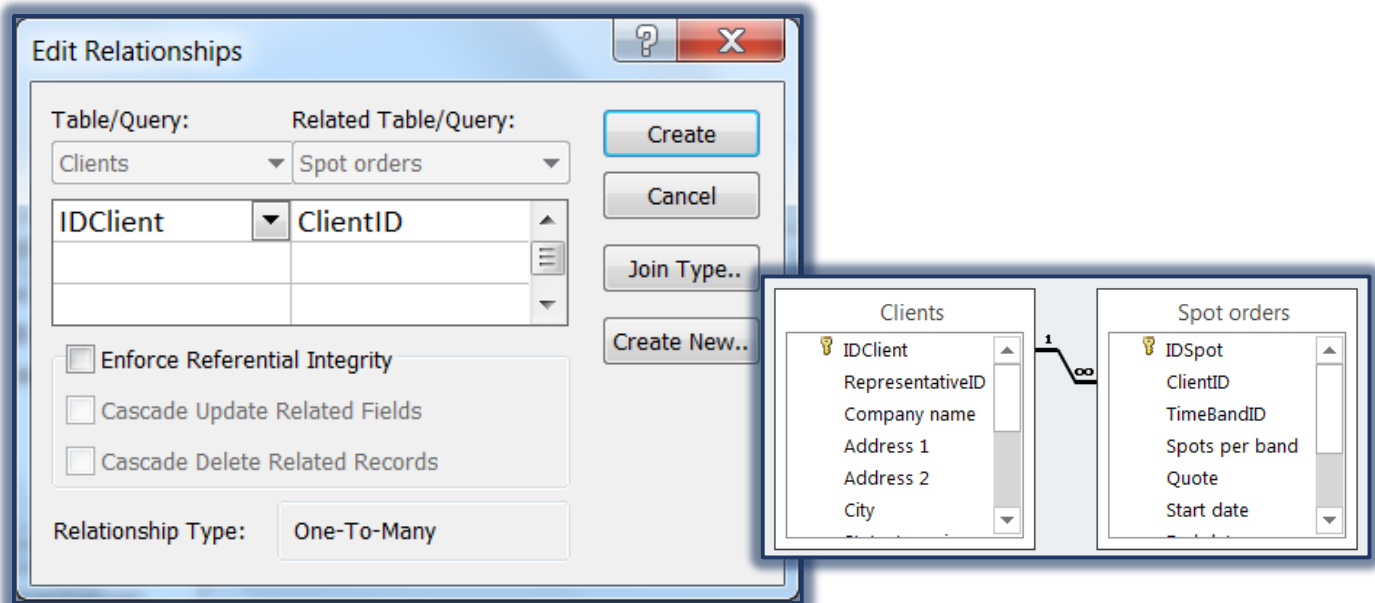 Edit Relationships
Table/Query: Related Table/Query:
Clients Spot orders
IDClient ClientID
Enforce Referential Integrity
Cascade Update Related Fields
Cascade Delete Related Records
Relationship Type: One-To-Many
Create
Cancel
Join Type..
Create New..
Clients
IDClient
RepresentativeID
Company name
Address 1
Address 2
City
1
∞
Spot orders
IDSpot
ClientID
TimeBandID
Spots per band
Quote
Start date